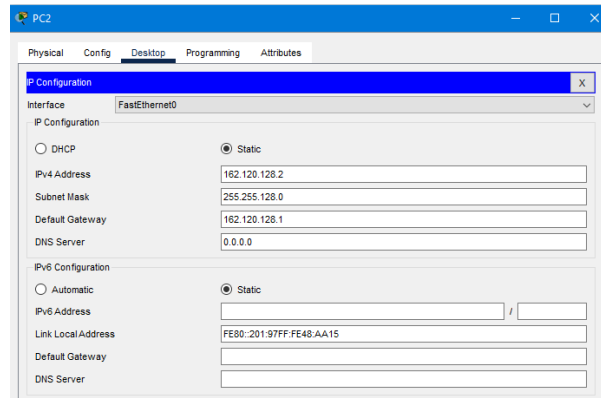 PC2
Physical Config Desktop Programming Attributes
IP Configuration X
Interface FastEthernet0
IP Configuration
DHCP Static
IPv4 Address 162.120.128.2
Subnet Mask 255.255.128.0
Default Gateway 162.120.128.1
DNS Server 0.0.0.0
IPv6 Configuration
Automatic Static
IPv6 Address /
Link Local Address FE80::201:97FF:FE48:AA15
Default Gateway
DNS Server